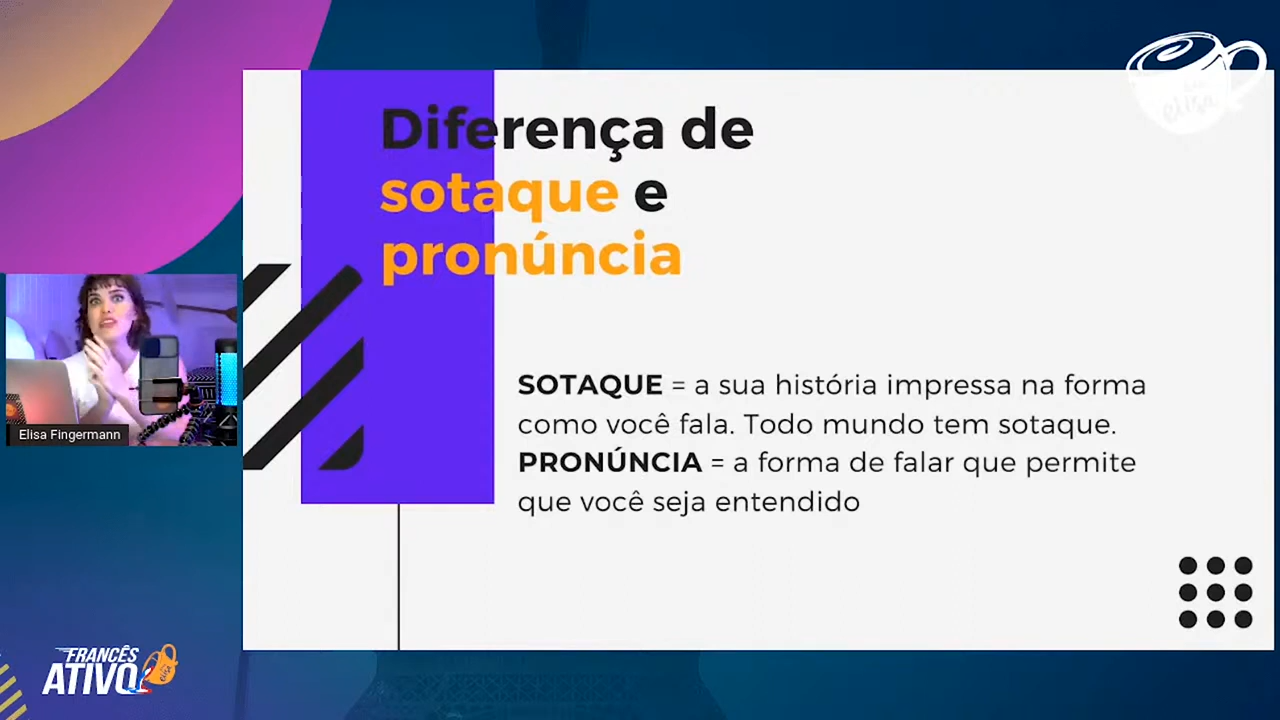 Diferença de
sotaque e
pronúncia
SOTAQUE = a sua história impressa na forma
como você fala. Todo mundo tem sotaque.
PRONÚNCIA = a forma de falar que permite
que você seja entendido
Elisa Fingermann
FRANCÊS
ATIVO
elisa